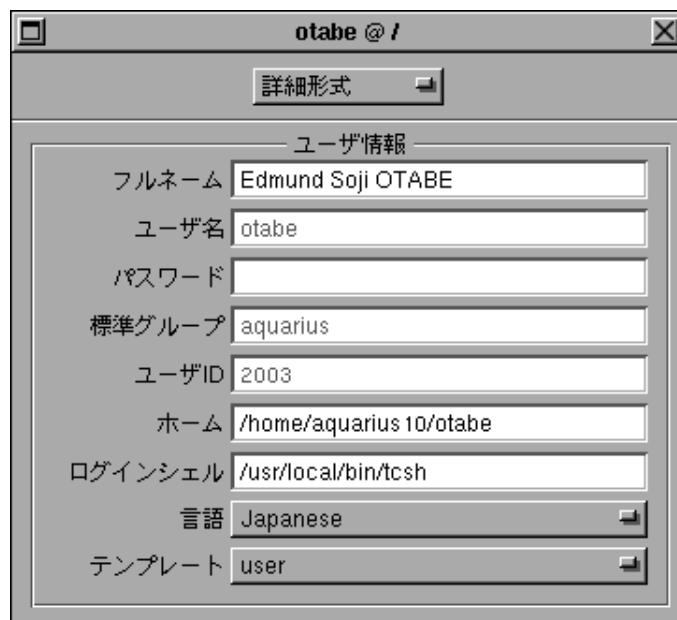 otabe @ /
詳細形式
ユーザ情報
フルネーム Edmund Soji OTABE
ユーザ名 otabe
パスワード
標準グループ aquarius
ユーザID 2003
ホーム /home/aquarius10/otabe
ログインシェル /usr/local/bin/tcsh
言語 Japanese
テンプレート user